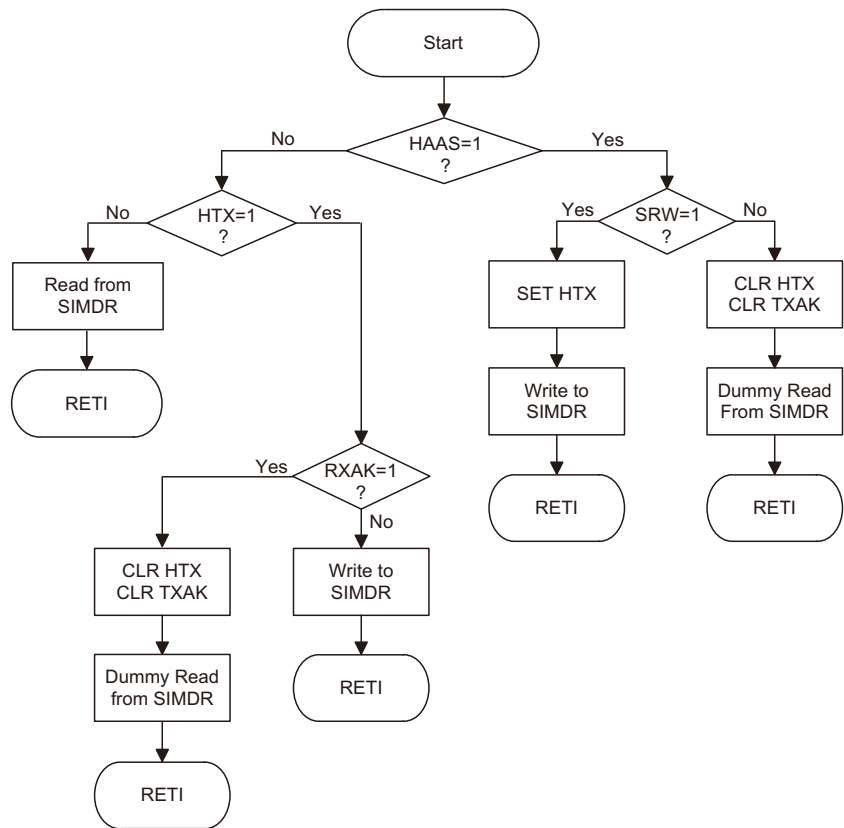 Start
HAAS=1
?
No
Yes
HTX=1
?
No
Yes
SRW=1
?
Yes
No
Read from
SIMDR
SET HTX
CLR HTX
CLR TXAK
RETI
Write to
SIMDR
Dummy Read
From SIMDR
RXAK=1
?
Yes
No
RETI
RETI
CLR HTX
CLR TXAK
Write to
SIMDR
Dummy Read
from SIMDR
RETI
RETI